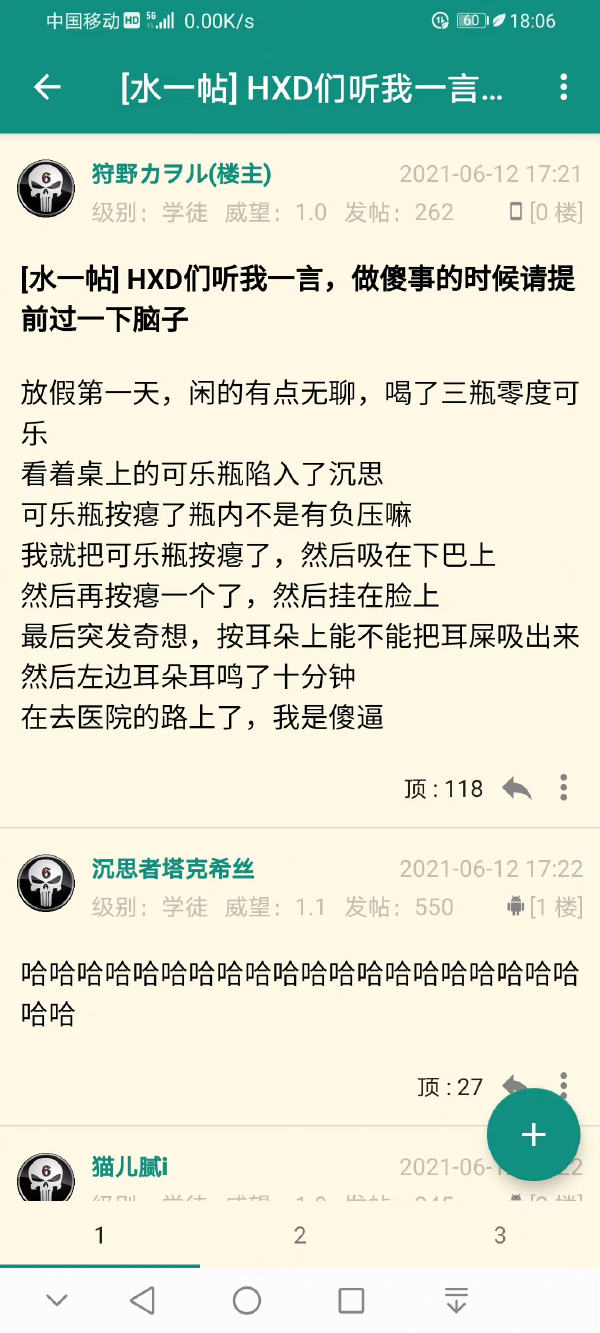 中国移动 HD 5G 0.00K/s 60 18:06
[水一帖] HXD们听我一言...
狩野カヲル(楼主) 2021-06-12 17:21
级别：学徒 威望：1.0 发帖：262 [0 楼]
[水一帖] HXD们听我一言，做傻事的时候请提
前过一下脑子
放假第一天，闲的有点无聊，喝了三瓶零度可
乐
看着桌上的可乐瓶陷入了沉思
可乐瓶按瘪了瓶内不是有负压嘛
我就把可乐瓶按瘪了，然后吸在下巴上
然后再按瘪一个了，然后挂在脸上
最后突发奇想，按耳朵上能不能把耳屎吸出来
然后左边耳朵耳鸣了十分钟
在去医院的路上了，我是傻逼
顶 : 118
6
沉思者塔克希丝 2021-06-12 17:22
级别：学徒 威望：1.1 发帖：550 [1 楼]
哈哈哈哈哈哈哈哈哈哈哈哈哈哈哈哈哈哈哈哈
哈哈
顶 : 27
猫儿腻i 2021-06-
1 2 3